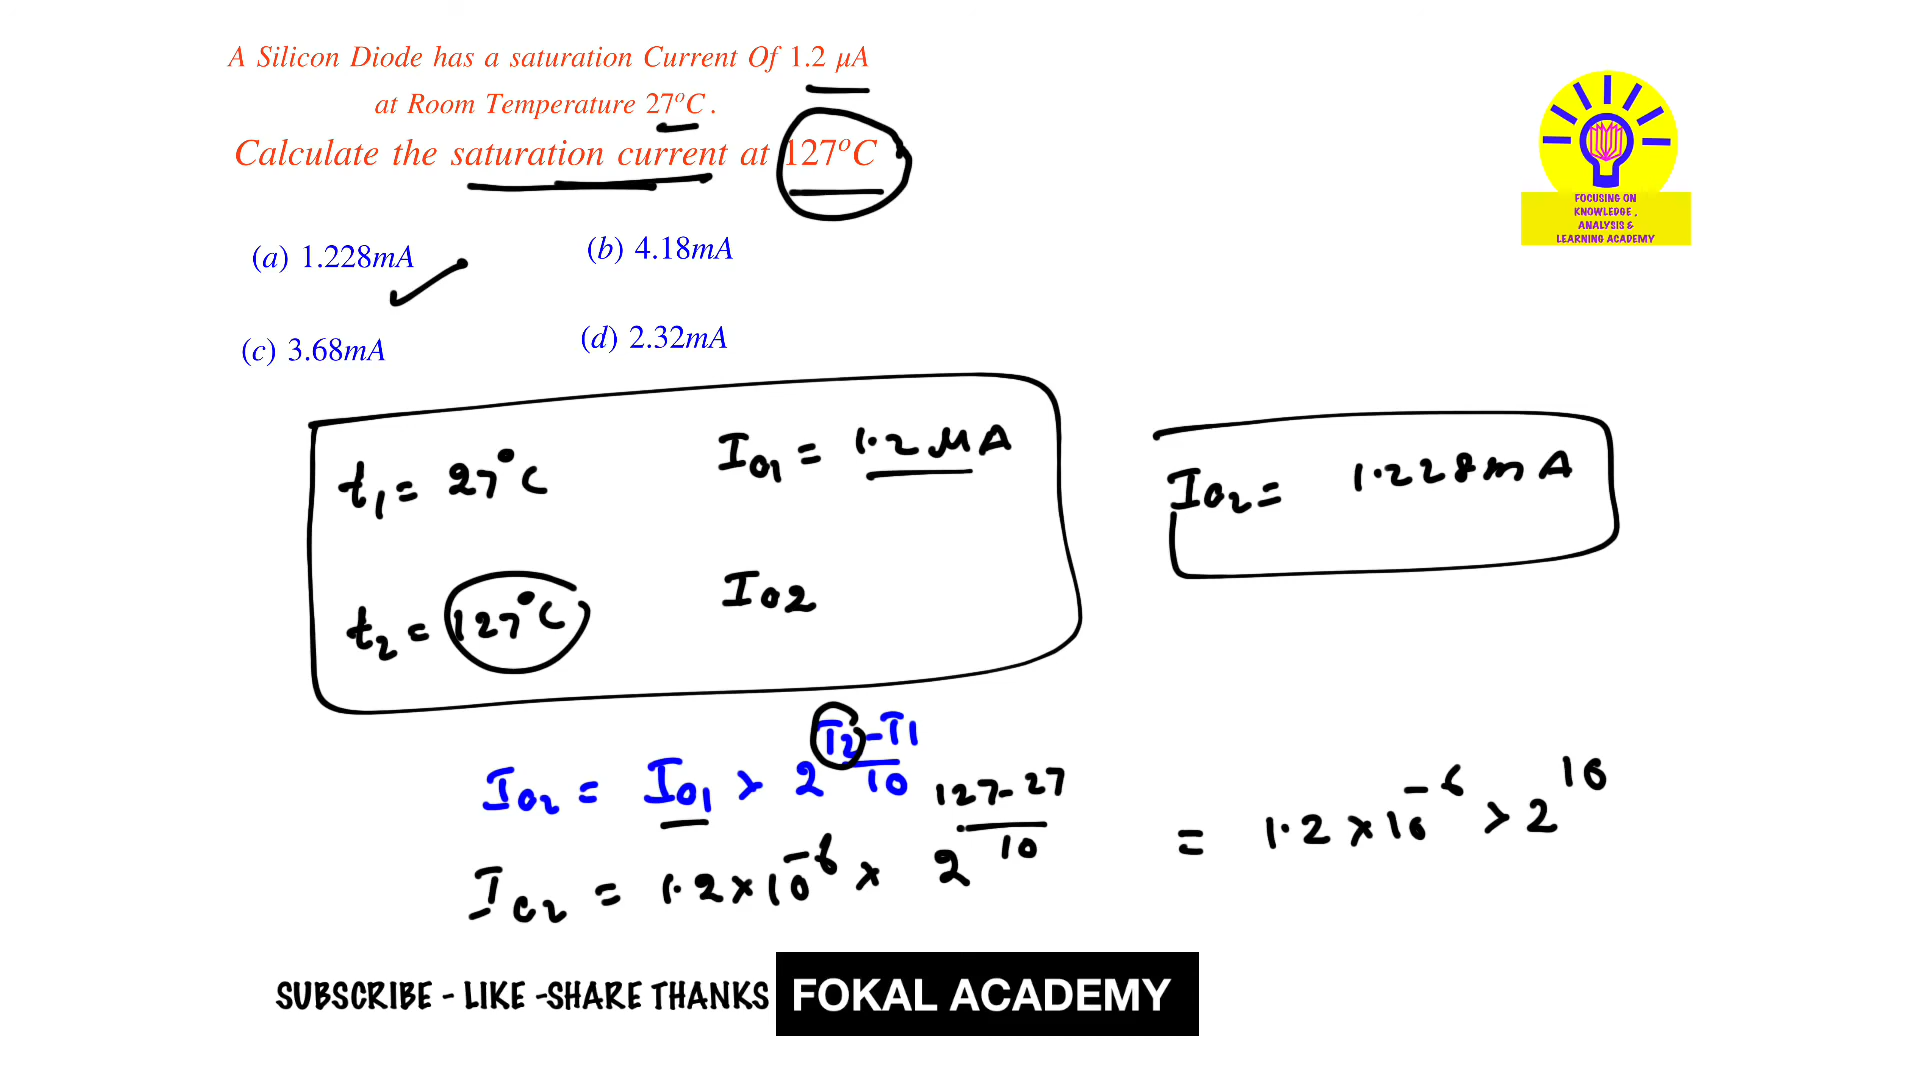 A Silicon Diode has a saturation Current Of 1.2 μA
at Room Temperature 27°C.
Calculate the saturation current at 127°C
(a) 1.228mA
(b) 4.18mA
(c) 3.68mA
(d) 2.32mA
FOCUSING ON
KNOWLEDGE ,
ANALYSIS &
LEARNING ACADEMY
t₁ = 27°C I₀₁ = 1.2 μA
t₂ = 127°C I₀₂
I₀₂ = 1.228mA
I₀₂ = I₀₁ × 2^((T2-T1)/10)
I_C2 = 1.2×10^-6 × 2^((127-27)/10) = 1.2×10^-6 × 2^10
SUBSCRIBE - LIKE -SHARE THANKS FOKAL ACADEMY